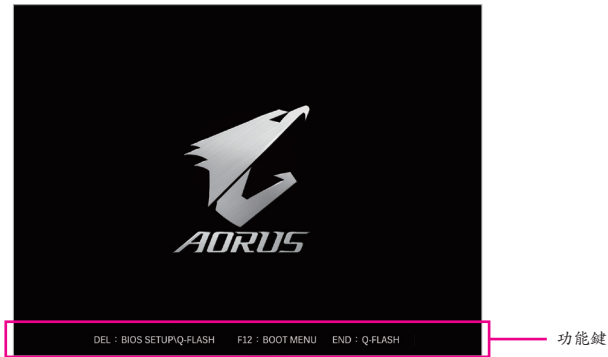 AORUS
DEL：BIOS SETUP\Q-FLASH F12：BOOT MENU END：Q-FLASH
功能鍵